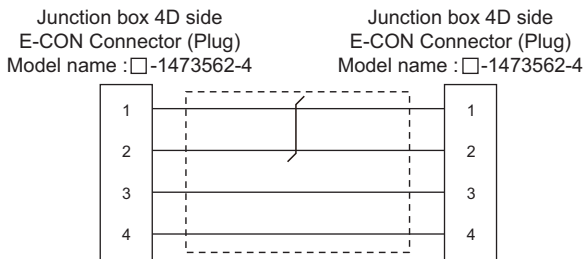 Junction box 4D side
E-CON Connector (Plug)
Model name : □-1473562-4
Junction box 4D side
E-CON Connector (Plug)
Model name : □-1473562-4
1
2
3
4
1
2
3
4